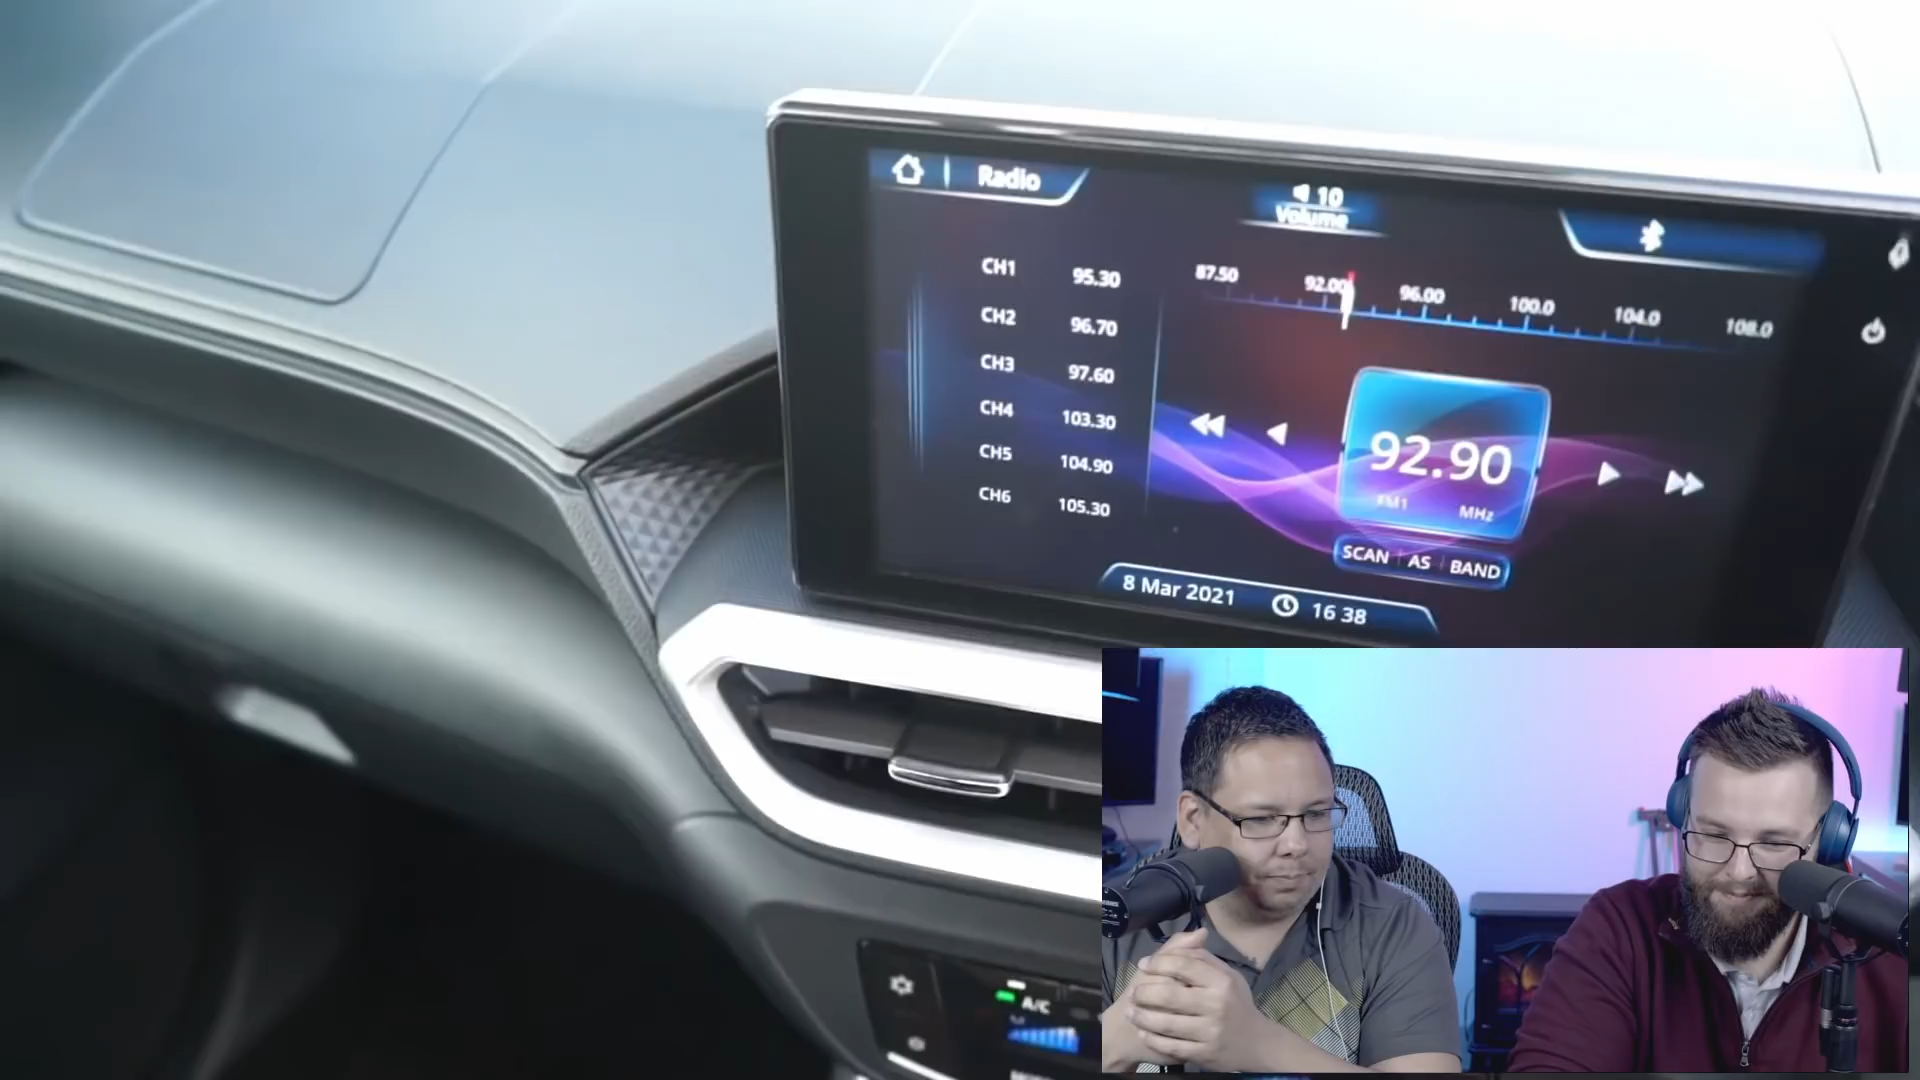 Radio
10
Volume
87.50 92.00 96.00 100.0 104.0 108.0
CH1 95.30
CH2 96.70
CH3 97.60
CH4 103.30
CH5 104.90
CH6 105.30
92.90
FM1 MHz
SCAN AS BAND
8 Mar 2021 16 38
A/C